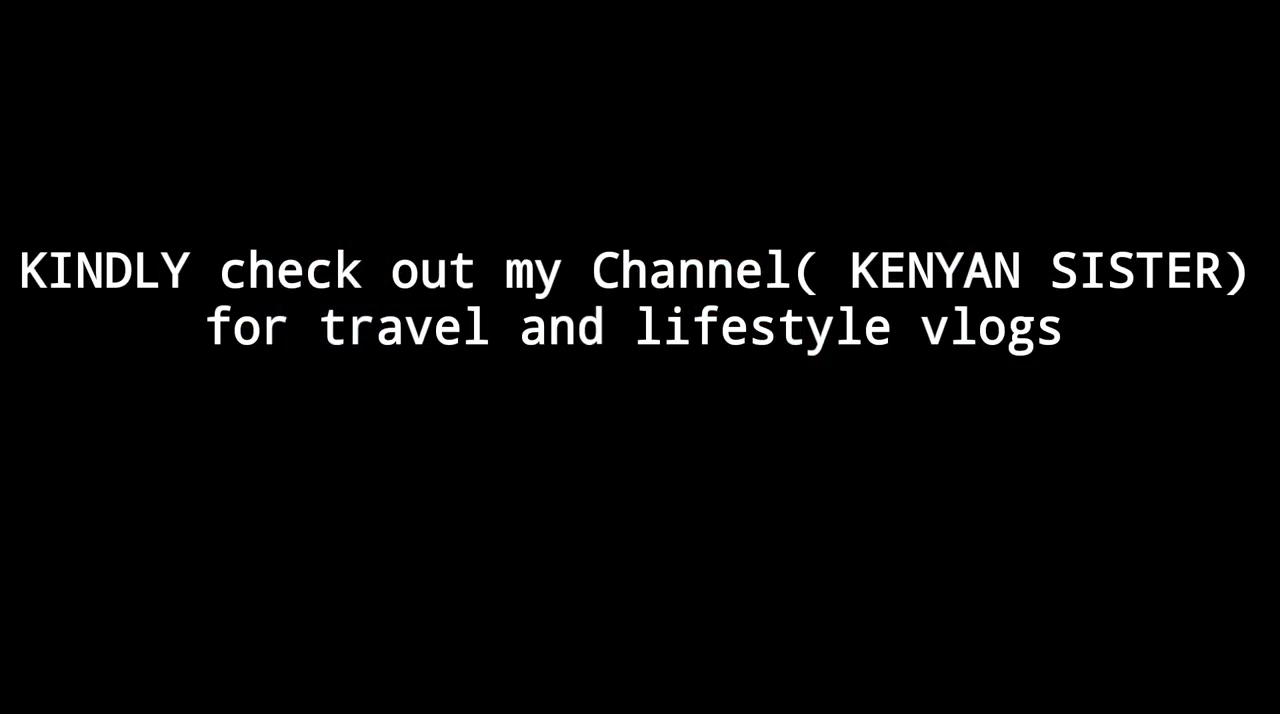 KINDLY check out my Channel( KENYAN SISTER)
for travel and lifestyle vlogs